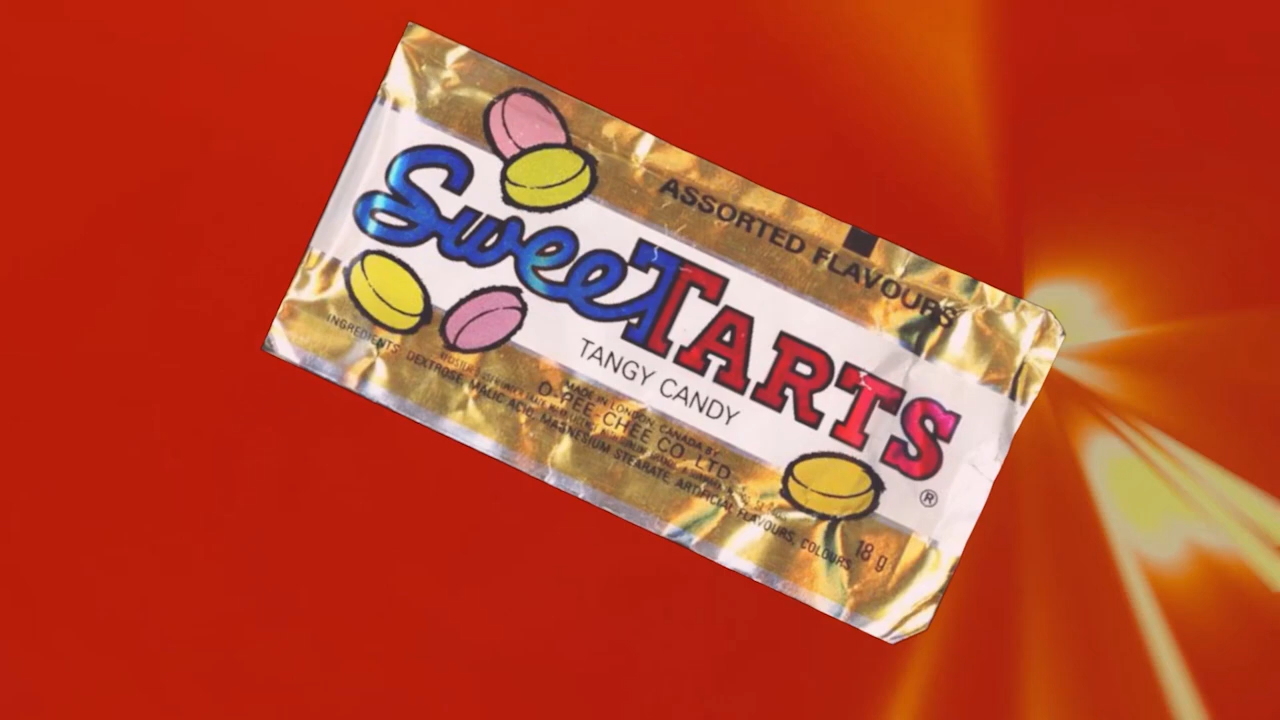 ASSORTED FLAVOURS
SweeTARTS
®
TANGY CANDY
MADE IN LONDON, CANADA BY
O-PEE-CHEE CO. LTD.
INGREDIENTS: DEXTROSE, MALIC ACID, MAGNESIUM STEARATE, ARTIFICIAL FLAVOURS, COLOURS.
18 g